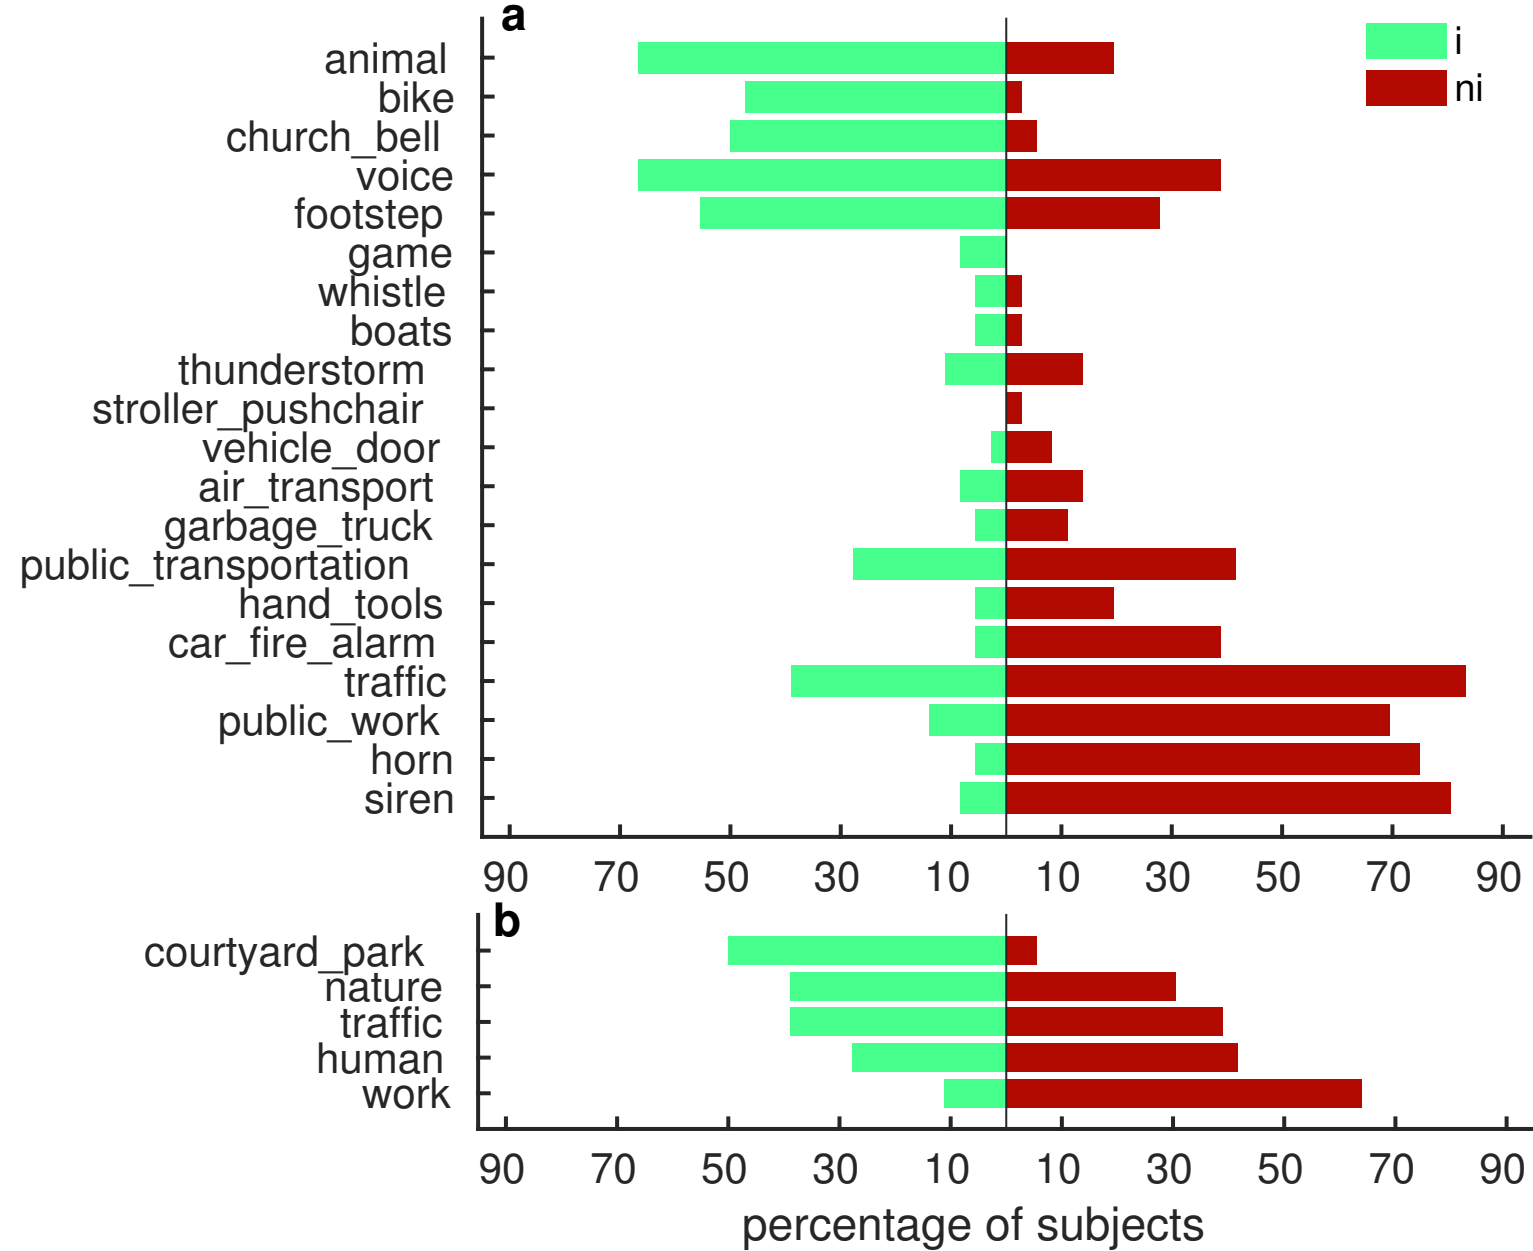 a
i
ni
animal
bike
church_bell
voice
footstep
game
whistle
boats
thunderstorm
stroller_pushchair
vehicle_door
air_transport
garbage_truck
public_transportation
hand_tools
car_fire_alarm
traffic
public_work
horn
siren
90 70 50 30 10 10 30 50 70 90
b
courtyard_park
nature
traffic
human
work
90 70 50 30 10 10 30 50 70 90
percentage of subjects